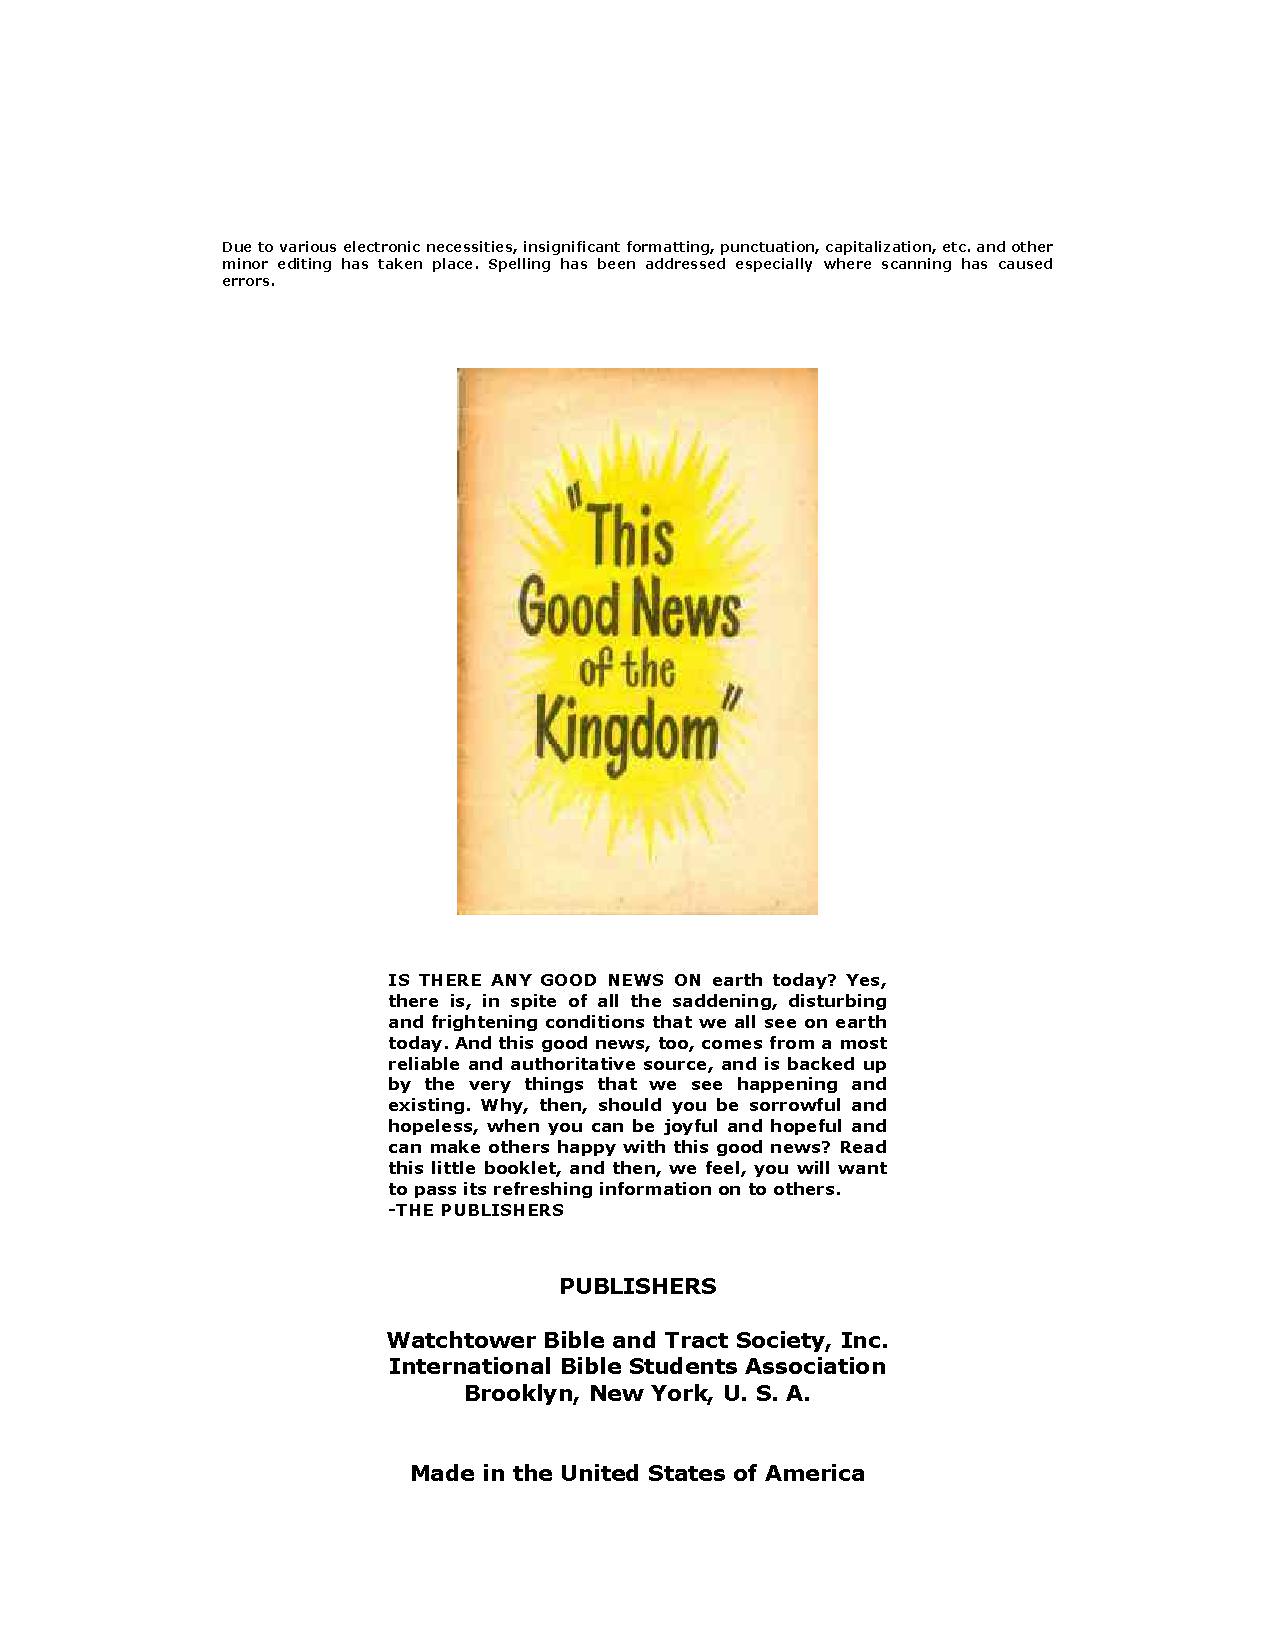 Due to various electronic necessities, insignificant formatting, punctuation, capitalization, etc. and other
minor editing has taken place. Spelling has been addressed especially where scanning has caused
errors.
"This
Good News
of the
Kingdom"
IS THERE ANY GOOD NEWS ON earth today? Yes,
there is, in spite of all the saddening, disturbing
and frightening conditions that we all see on earth
today. And this good news, too, comes from a most
reliable and authoritative source, and is backed up
by the very things that we see happening and
existing. Why, then, should you be sorrowful and
hopeless, when you can be joyful and hopeful and
can make others happy with this good news? Read
this little booklet, and then, we feel, you will want
to pass its refreshing information on to others.
-THE PUBLISHERS
PUBLISHERS
Watchtower Bible and Tract Society, Inc.
International Bible Students Association
Brooklyn, New York, U. S. A.
Made in the United States of America